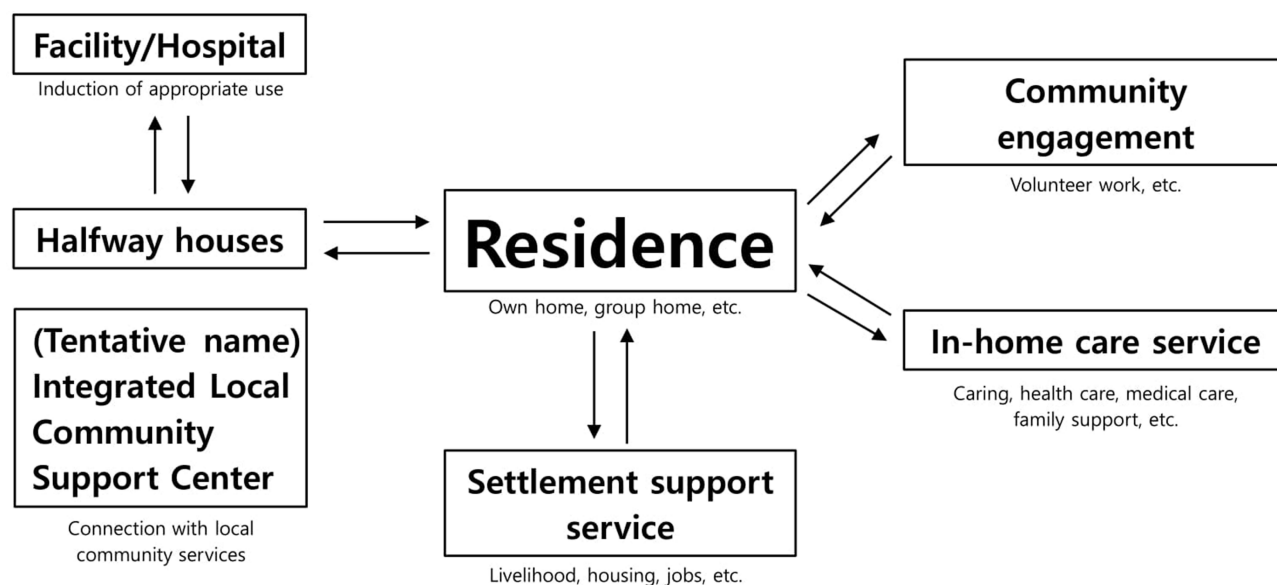 Facility/Hospital
Induction of appropriate use
Halfway houses
(Tentative name)
Integrated Local
Community
Support Center
Connection with local
community services
Residence
Own home, group home, etc.
Settlement support
service
Livelihood, housing, jobs, etc.
Community
engagement
Volunteer work, etc.
In-home care service
Caring, health care, medical care,
family support, etc.